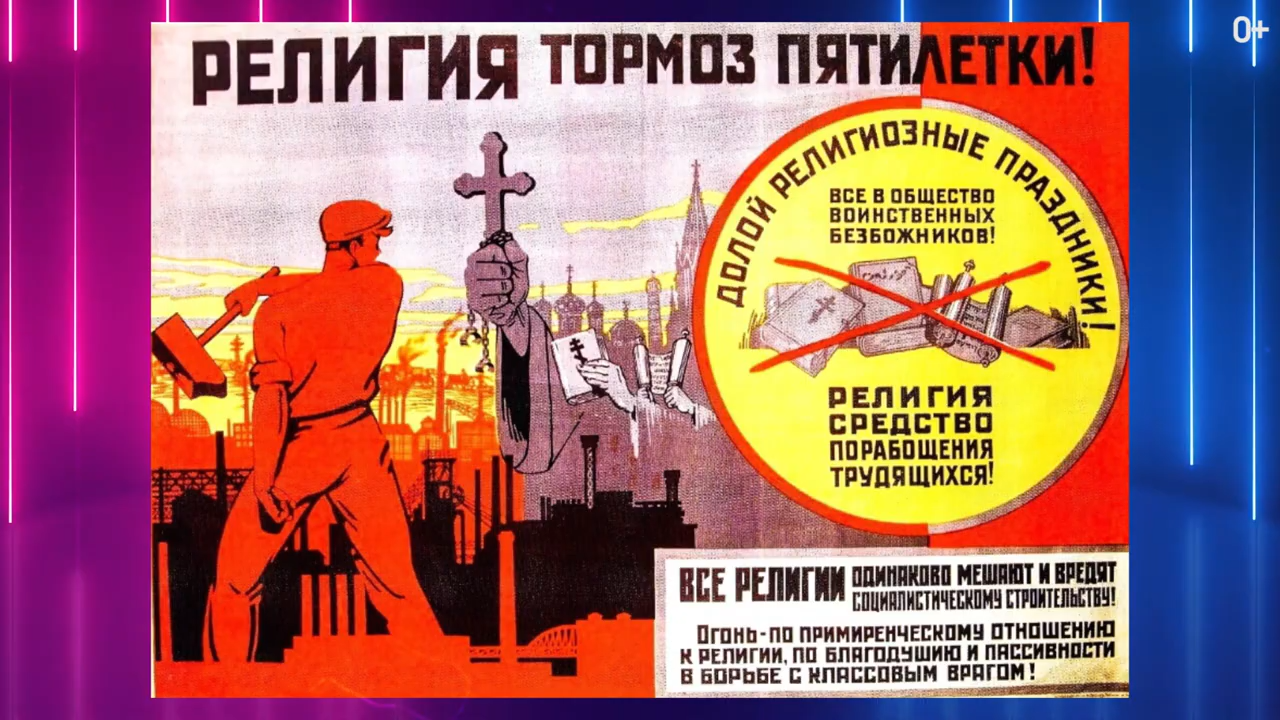 0+
РЕЛИГИЯ ТОРМОЗ ПЯТИЛЕТКИ!
ДОЛОЙ РЕЛИГИОЗНЫЕ ПРАЗДНИКИ!
ВСЕ В ОБЩЕСТВО
ВОИНСТВЕННЫХ
БЕЗБОЖНИКОВ!
РЕЛИГИЯ
СРЕДСТВО
ПОРАБОЩЕНИЯ
ТРУДЯЩИХСЯ!
ВСЕ РЕЛИГИИ ОДИНАКОВО МЕШАЮТ И ВРЕДЯТ
СОЦИАЛИСТИЧЕСКОМУ СТРОИТЕЛЬСТВУ!
ОГОНЬ-ПО ПРИМИРЕНЧЕСКОМУ ОТНОШЕНИЮ
К РЕЛИГИИ, ПО БЛАГОДУШИЮ И ПАССИВНОСТИ
В БОРЬБЕ С КЛАССОВЫМ ВРАГОМ!